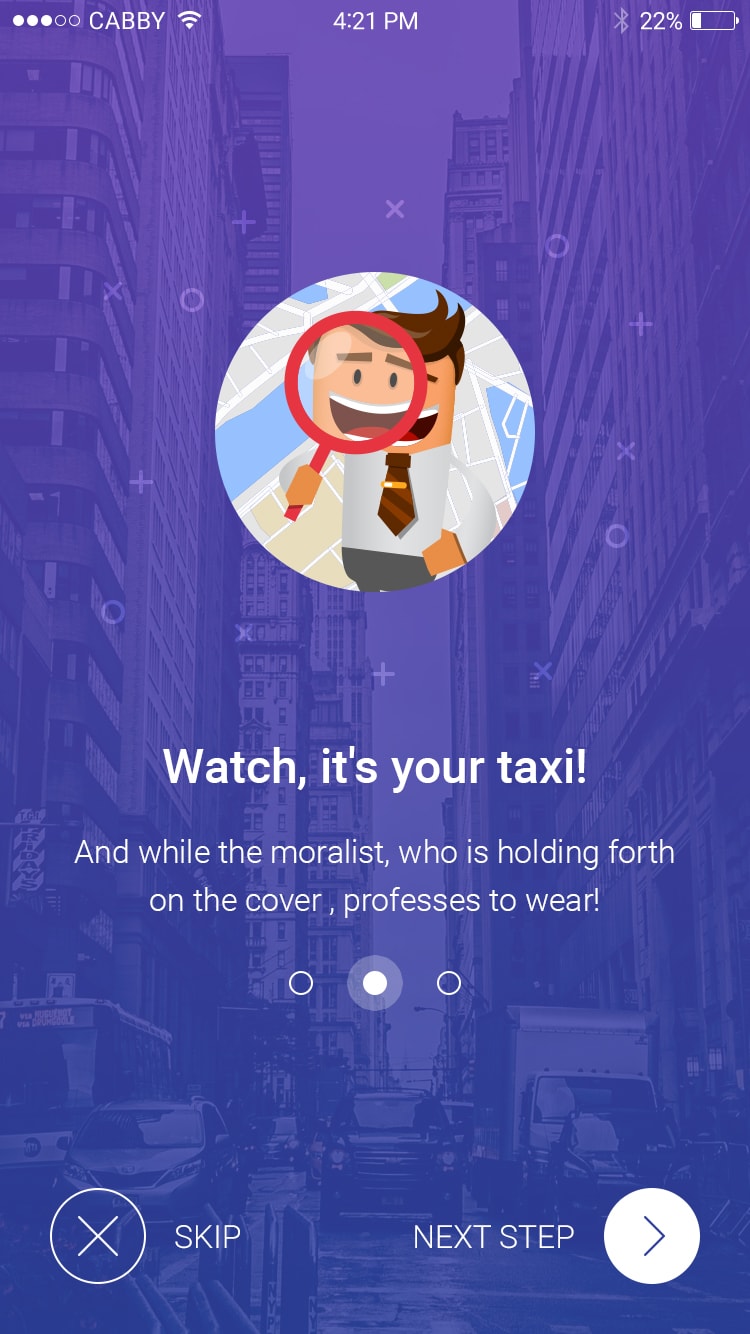 CABBY 4:21 PM 22%
Watch, it's your taxi!
And while the moralist, who is holding forth
on the cover , professes to wear!
SKIP NEXT STEP